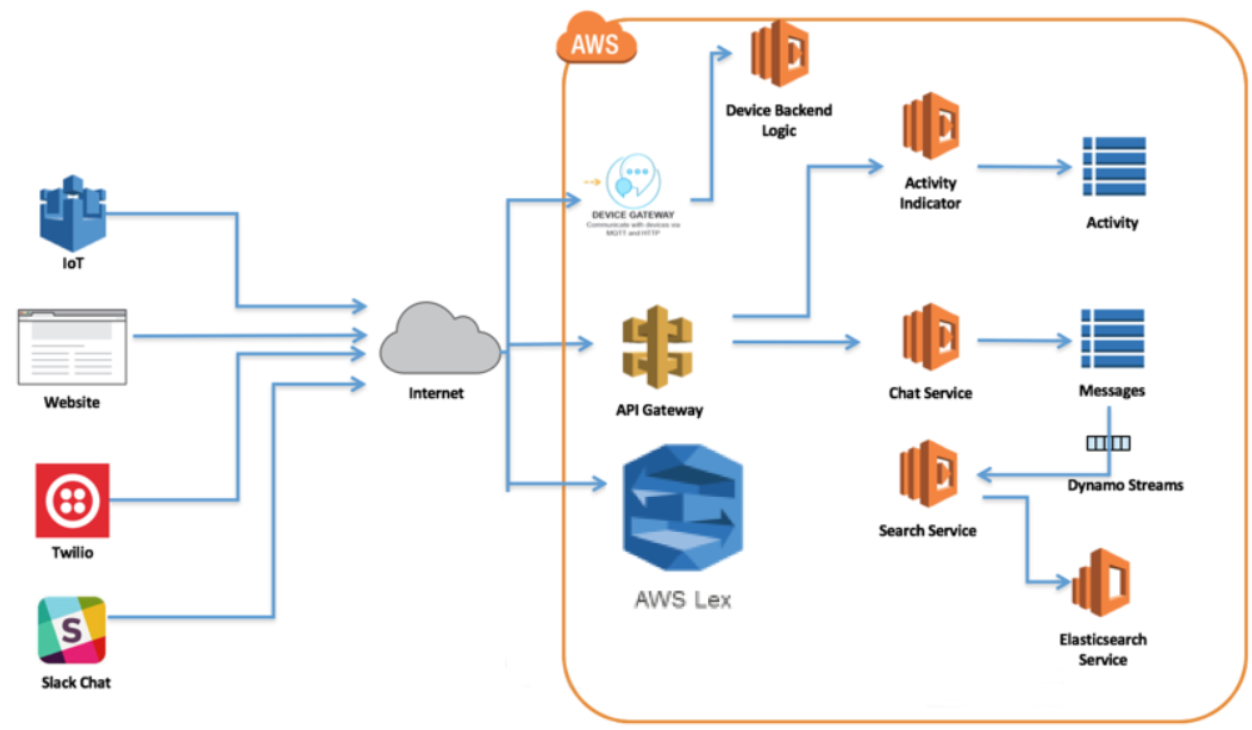 AWS
Device Backend
Logic
DEVICE GATEWAY
Communicate with devices via
MQTT and HTTP
Activity
Indicator
Activity
IoT
Website
Internet
API Gateway
Chat Service
Messages
Dynamo Streams
Search Service
Twilio
AWS Lex
S
Slack Chat
Elasticsearch
Service